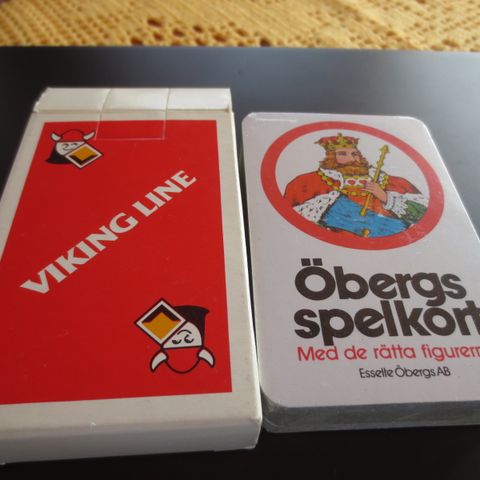 VIKING LINE
Öbergs
spelkort
Med de rätta figurerna
Esselte Öbergs AB